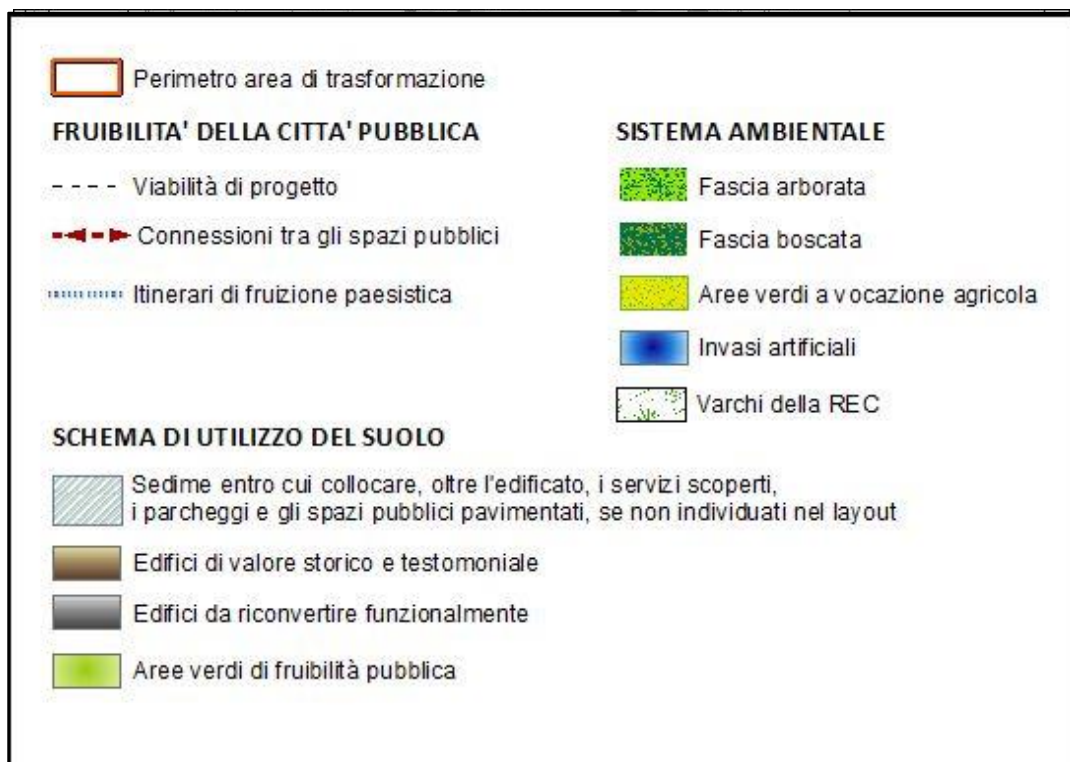 Perimetro area di trasformazione
FRUIBILITA' DELLA CITTA' PUBBLICA
Viabilità di progetto
Connessioni tra gli spazi pubblici
Itinerari di fruizione paesistica
SISTEMA AMBIENTALE
Fascia arborata
Fascia boscata
Aree verdi a vocazione agricola
Invasi artificiali
Varchi della REC
SCHEMA DI UTILIZZO DEL SUOLO
Sedime entro cui collocare, oltre l'edificato, i servizi scoperti,
i parcheggi e gli spazi pubblici pavimentati, se non individuati nel layout
Edifici di valore storico e testomoniale
Edifici da riconvertire funzionalmente
Aree verdi di fruibilità pubblica